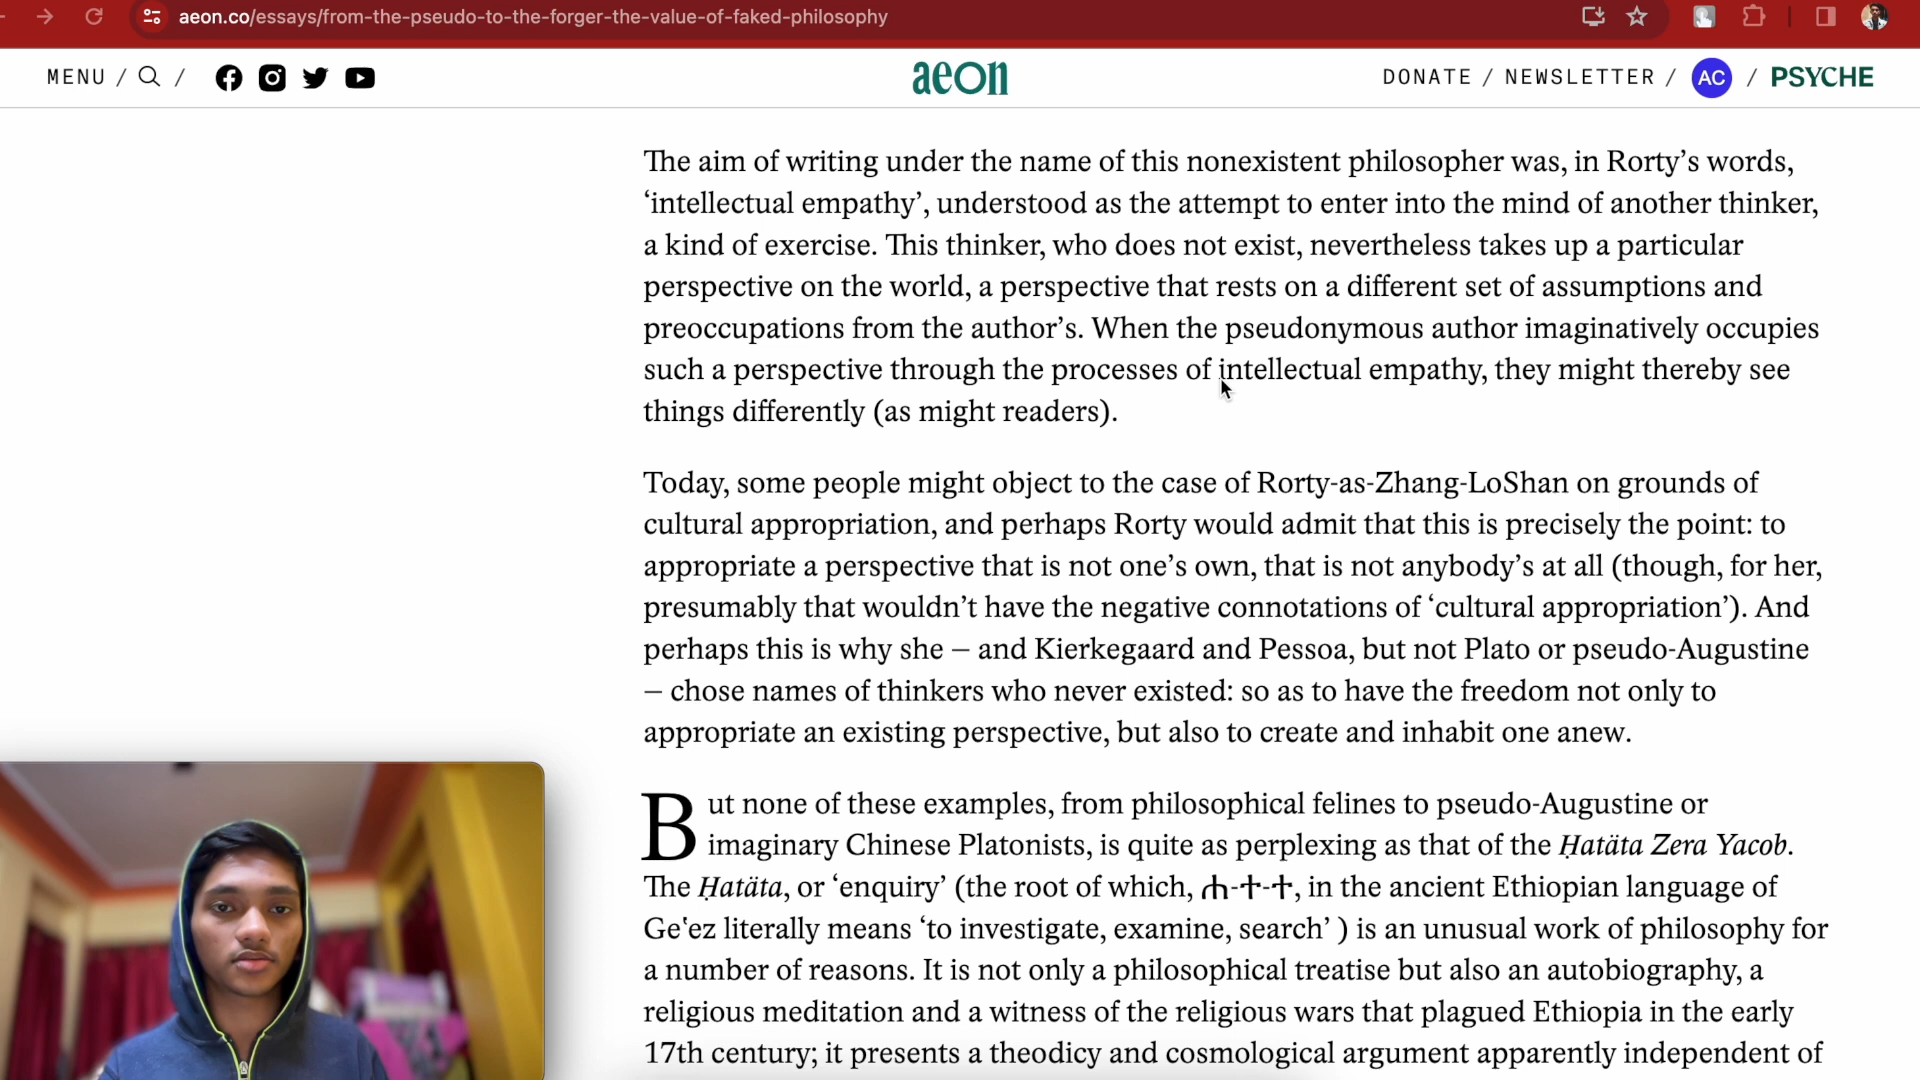 aeon.co/essays/from-the-pseudo-to-the-forger-the-value-of-faked-philosophy
MENU / /
aeon
DONATE / NEWSLETTER / AC / PSYCHE
The aim of writing under the name of this nonexistent philosopher was, in Rorty’s words,
‘intellectual empathy’, understood as the attempt to enter into the mind of another thinker,
a kind of exercise. This thinker, who does not exist, nevertheless takes up a particular
perspective on the world, a perspective that rests on a different set of assumptions and
preoccupations from the author’s. When the pseudonymous author imaginatively occupies
such a perspective through the processes of intellectual empathy, they might thereby see
things differently (as might readers).
Today, some people might object to the case of Rorty-as-Zhang-LoShan on grounds of
cultural appropriation, and perhaps Rorty would admit that this is precisely the point: to
appropriate a perspective that is not one’s own, that is not anybody’s at all (though, for her,
presumably that wouldn’t have the negative connotations of ‘cultural appropriation’). And
perhaps this is why she – and Kierkegaard and Pessoa, but not Plato or pseudo-Augustine
– chose names of thinkers who never existed: so as to have the freedom not only to
appropriate an existing perspective, but also to create and inhabit one anew.
But none of these examples, from philosophical felines to pseudo-Augustine or
imaginary Chinese Platonists, is quite as perplexing as that of the Ḥatäta Zera Yacob.
The Ḥatäta, or ‘enquiry’ (the root of which, ሐ-ተ-ተ, in the ancient Ethiopian language of
Geʽez literally means ‘to investigate, examine, search’ ) is an unusual work of philosophy for
a number of reasons. It is not only a philosophical treatise but also an autobiography, a
religious meditation and a witness of the religious wars that plagued Ethiopia in the early
17th century; it presents a theodicy and cosmological argument apparently independent of